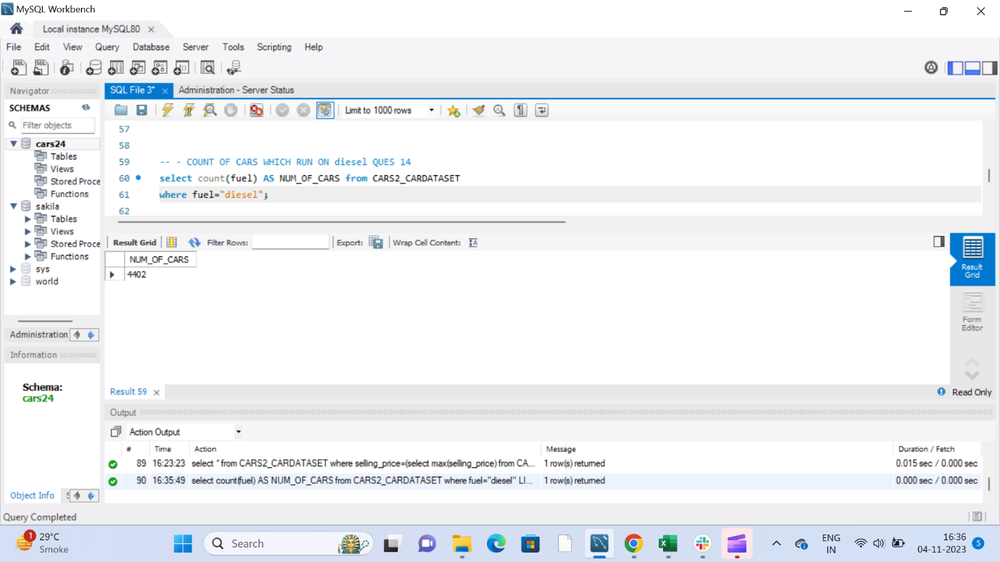 MySQL Workbench
Local instance MySQL80
File Edit View Query Database Server Tools Scripting Help
Navigator
SQL File 3* Administration - Server Status
SCHEMAS
Filter objects
Limit to 1000 rows
cars24
Tables
Views
Stored Proce
Functions
sakila
Tables
Views
Stored Proce
Functions
sys
world
57
58
59 -- - COUNT OF CARS WHICH RUN ON diesel QUES 14
60 select count(fuel) AS NUM_OF_CARS from CARS2_CARDATASET
61 where fuel="diesel";
62
Result Grid Filter Rows: Export: Wrap Cell Content:
NUM_OF_CARS
4402
Result
Grid
Form
Editor
Administration
Information
Schema:
cars24
Result 59
Read Only
Output
Action Output
# Time Action Message Duration / Fetch
89 16:23:23 select * from CARS2_CARDATASET where selling_price=(select max(selling_price) from CA... 1 row(s) returned 0.015 sec / 0.000 sec
90 16:35:49 select count(fuel) AS NUM_OF_CARS from CARS2_CARDATASET where fuel="diesel" LI... 1 row(s) returned 0.000 sec / 0.000 sec
Object Info
Query Completed
1
29°C
Smoke
Search
ENG
IN
16:36
04-11-2023
5